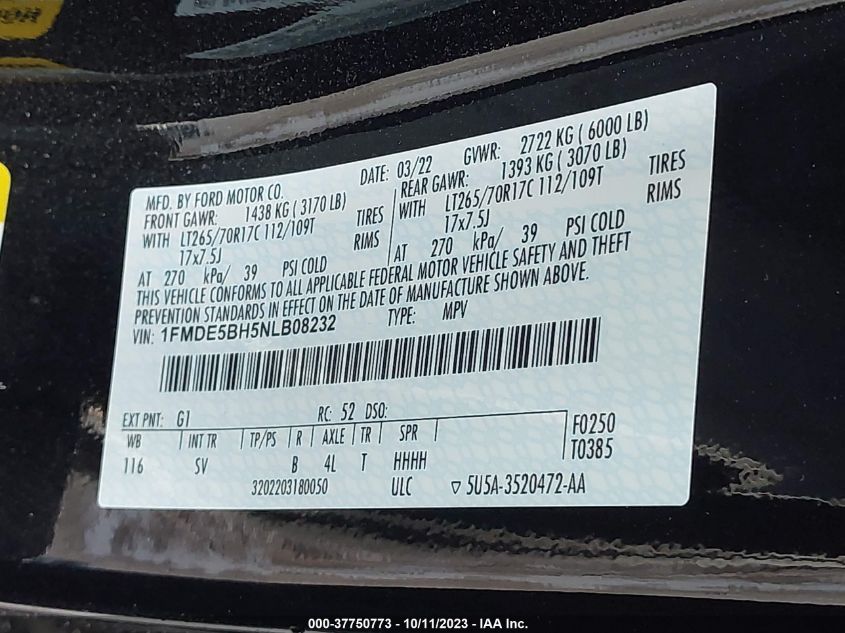 MFD. BY FORD MOTOR CO.
DATE: 03/22
GVWR: 2722 KG ( 6000 LB)
FRONT GAWR: 1438 KG ( 3170 LB)
REAR GAWR: 1393 KG ( 3070 LB)
WITH LT265/70R17C 112/109T TIRES
WITH LT265/70R17C 112/109T TIRES
17x7.5J RIMS
17x7.5J RIMS
AT 270 kPa/ 39 PSI COLD
AT 270 kPa/ 39 PSI COLD
THIS VEHICLE CONFORMS TO ALL APPLICABLE FEDERAL MOTOR VEHICLE SAFETY AND THEFT
PREVENTION STANDARDS IN EFFECT ON THE DATE OF MANUFACTURE SHOWN ABOVE.
VIN: 1FMDE5BH5NLB08232 TYPE: MPV
EXT PNT: G1 RC: 52 DSO:
WB INT TR TP/PS R AXLE TR SPR
F0250
116 SV B 4L T HHHH
T0385
3202203180050 ULC ▽ 5U5A-3520472-AA
000-37750773 - 10/11/2023 - IAA Inc.